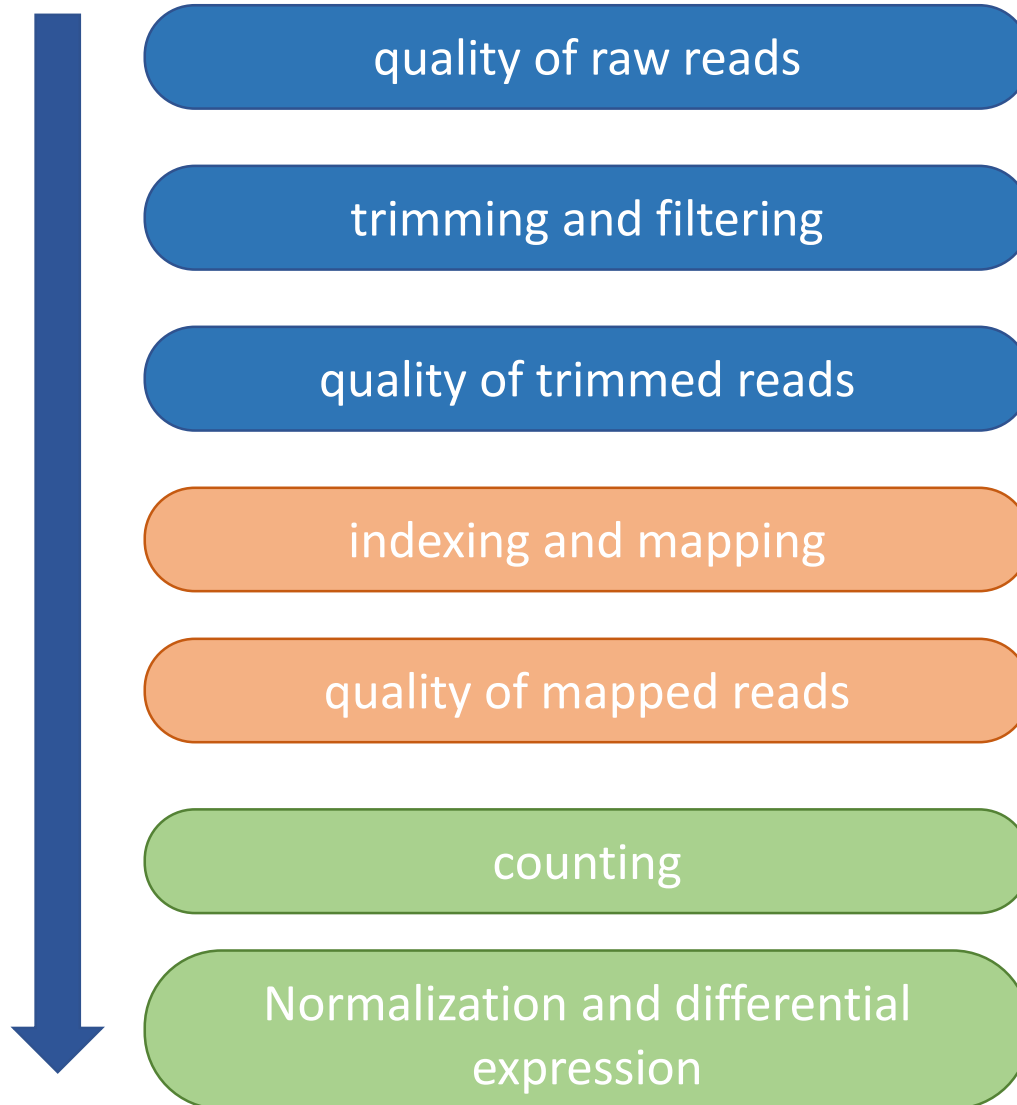 quality of raw reads
trimming and filtering
quality of trimmed reads
indexing and mapping
quality of mapped reads
counting
Normalization and differential
expression